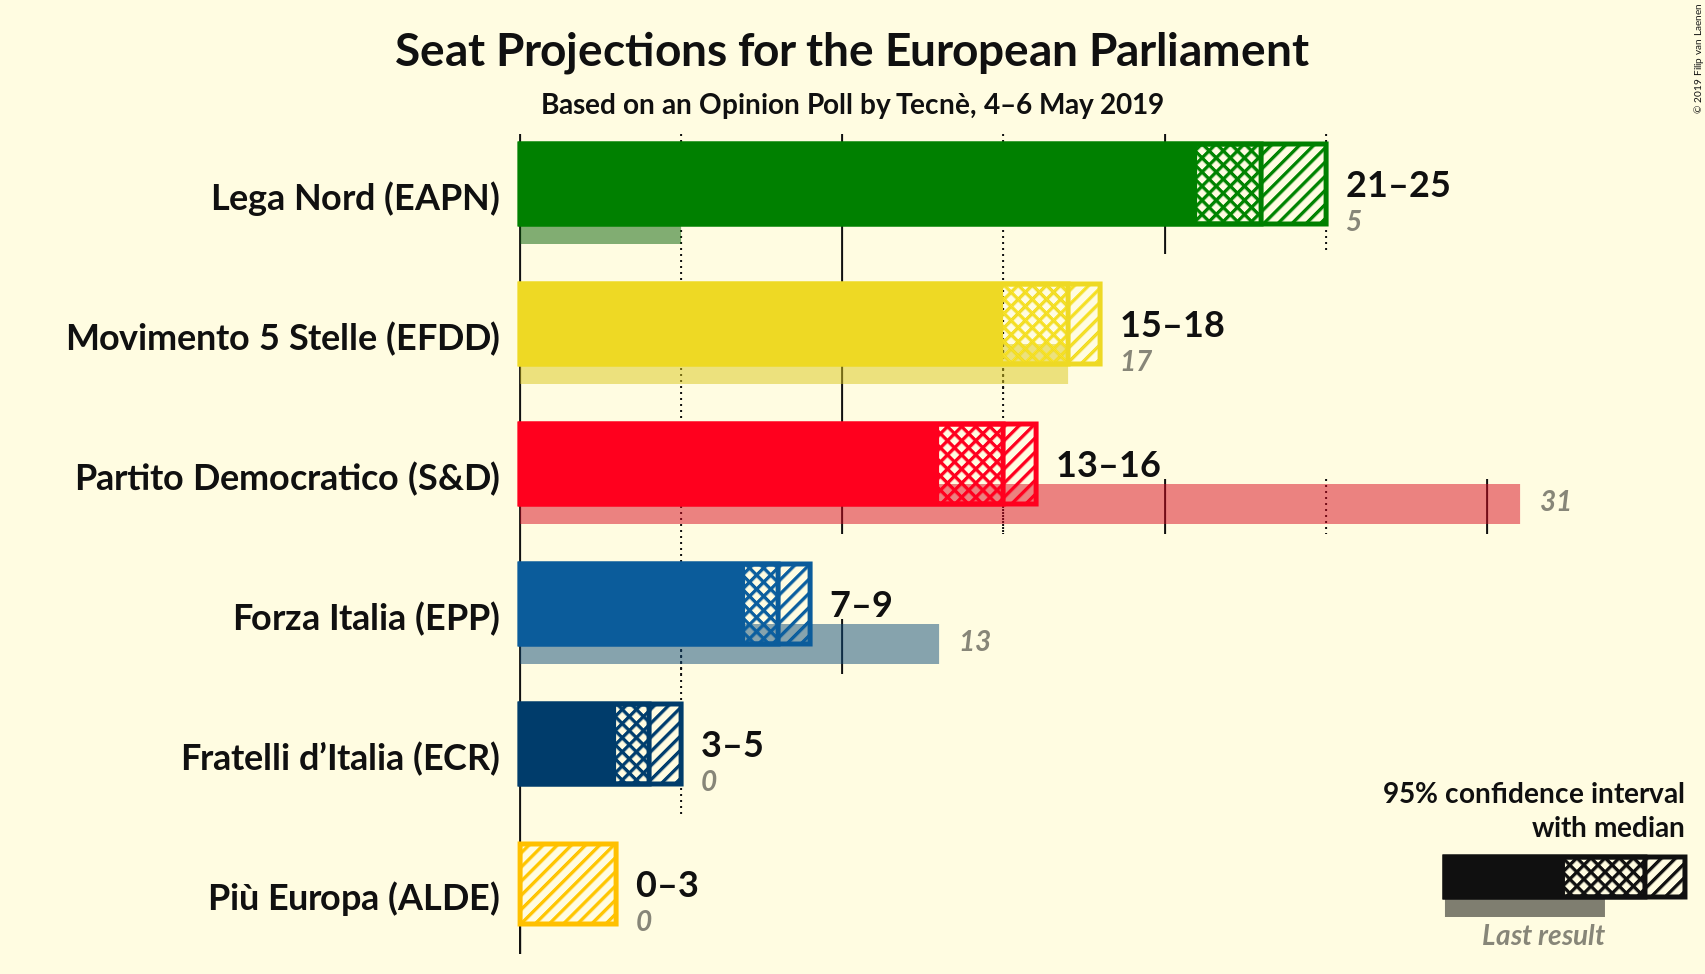 Seat Projections for the European Parliament
Based on an Opinion Poll by Tecnè, 4–6 May 2019
© 2019 Filip van Laenen
Lega Nord (EAPN)
21–25
5
Movimento 5 Stelle (EFDD)
15–18
17
Partito Democratico (S&D)
13–16
31
Forza Italia (EPP)
7–9
13
Fratelli d’Italia (ECR)
3–5
0
Più Europa (ALDE)
0–3
0
95% confidence interval
with median
Last result